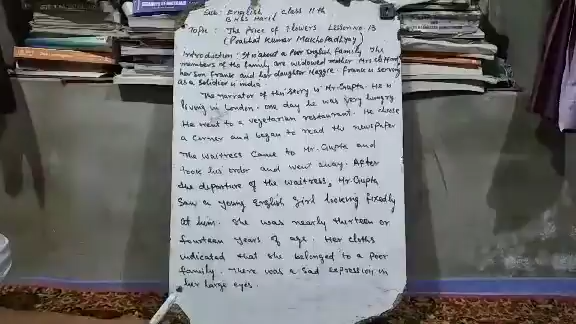 Sub: English class 11th
B N&S Marit
Topic: The Price of Flowers Lesson no 13
(Prabhat Kumar Mukhopadhyay)
Introduction: It is about a Poor English family. The
members of the family, are widowed mother Mrs Clifford,
her son Frank and her daughter Maggie. Frank is serving
as a Soldier in India
The narrator of this story is Mr. Gupta. He is
living in London. One day he was very hungry
He went to a vegetarian restaurant. He chose
a corner and began to read the newspaper
The waitress came to Mr. Gupta and
took his order and went away. After
the departure of the waitress, Mr. Gupta
Saw a young English girl looking fixedly
at him. She was nearly thirteen or
fourteen years of age. Her cloths
indicated that she belonged to a poor
family. There was a sad expression in
her large eyes.